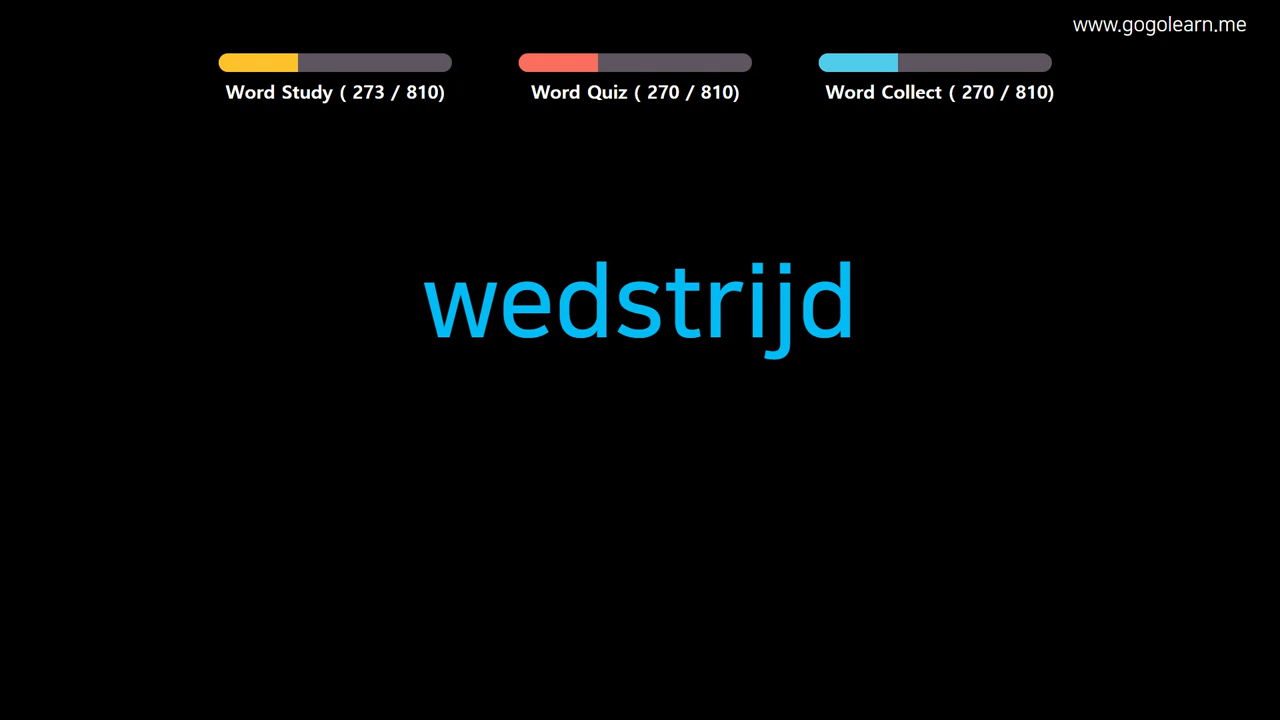 www.gogolearn.me
Word Study ( 273 / 810)
Word Quiz ( 270 / 810)
Word Collect ( 270 / 810)
wedstrijd